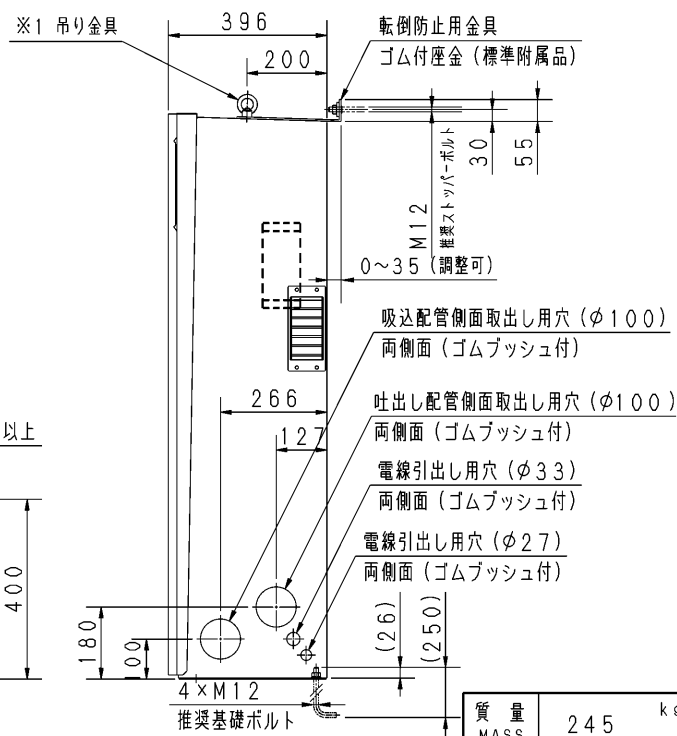 ※1 吊り金具
396
200
転倒防止用金具
ゴム付座金(標準附属品)
30
55
M12
推奨ストッパーボルト
0~35(調整可)
吸込配管側面取出し用穴(φ100)
両側面(ゴムブッシュ付)
266
127
吐出し配管側面取出し用穴(φ100)
両側面(ゴムブッシュ付)
以上
電線引出し用穴(φ33)
両側面(ゴムブッシュ付)
電線引出し用穴(φ27)
両側面(ゴムブッシュ付)
400
180
00
(26)
(250)
4×M12
推奨基礎ボルト
質量
MASS
245